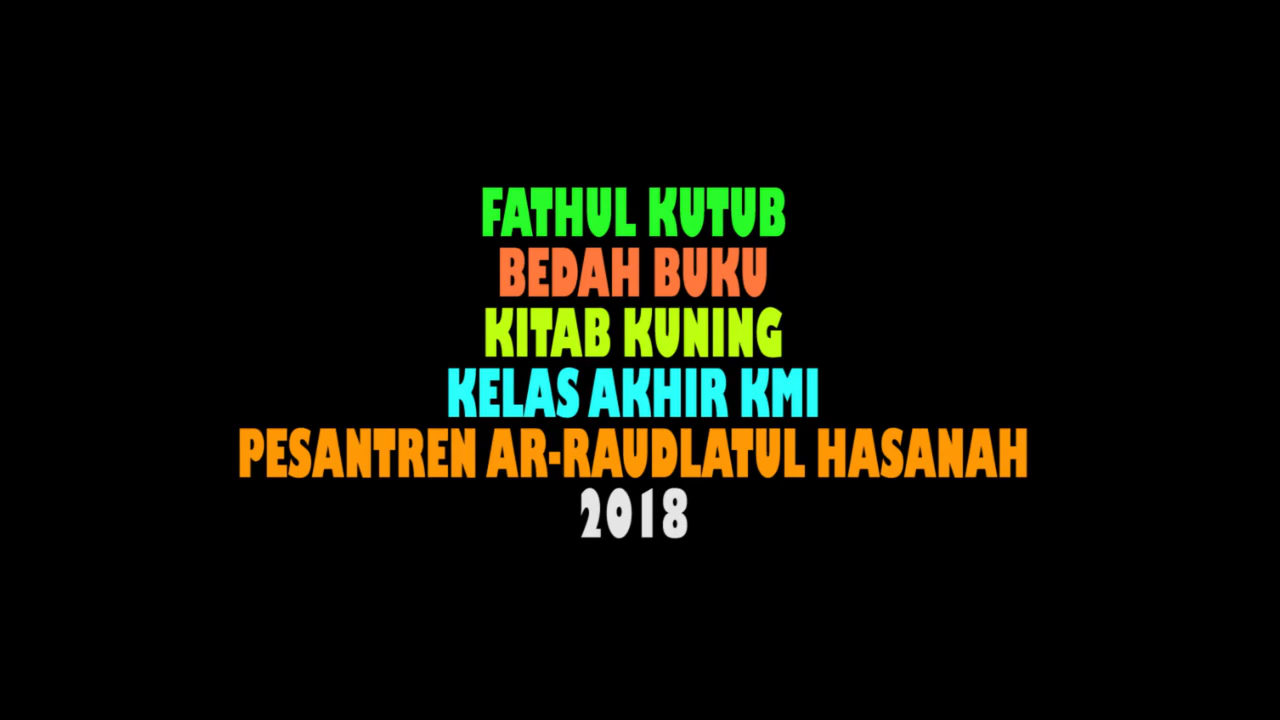 FATHUL KUTUB
BEDAH BUKU
KITAB KUNING
KELAS AKHIR KMI
PESANTREN AR-RAUDLATUL HASANAH
2018